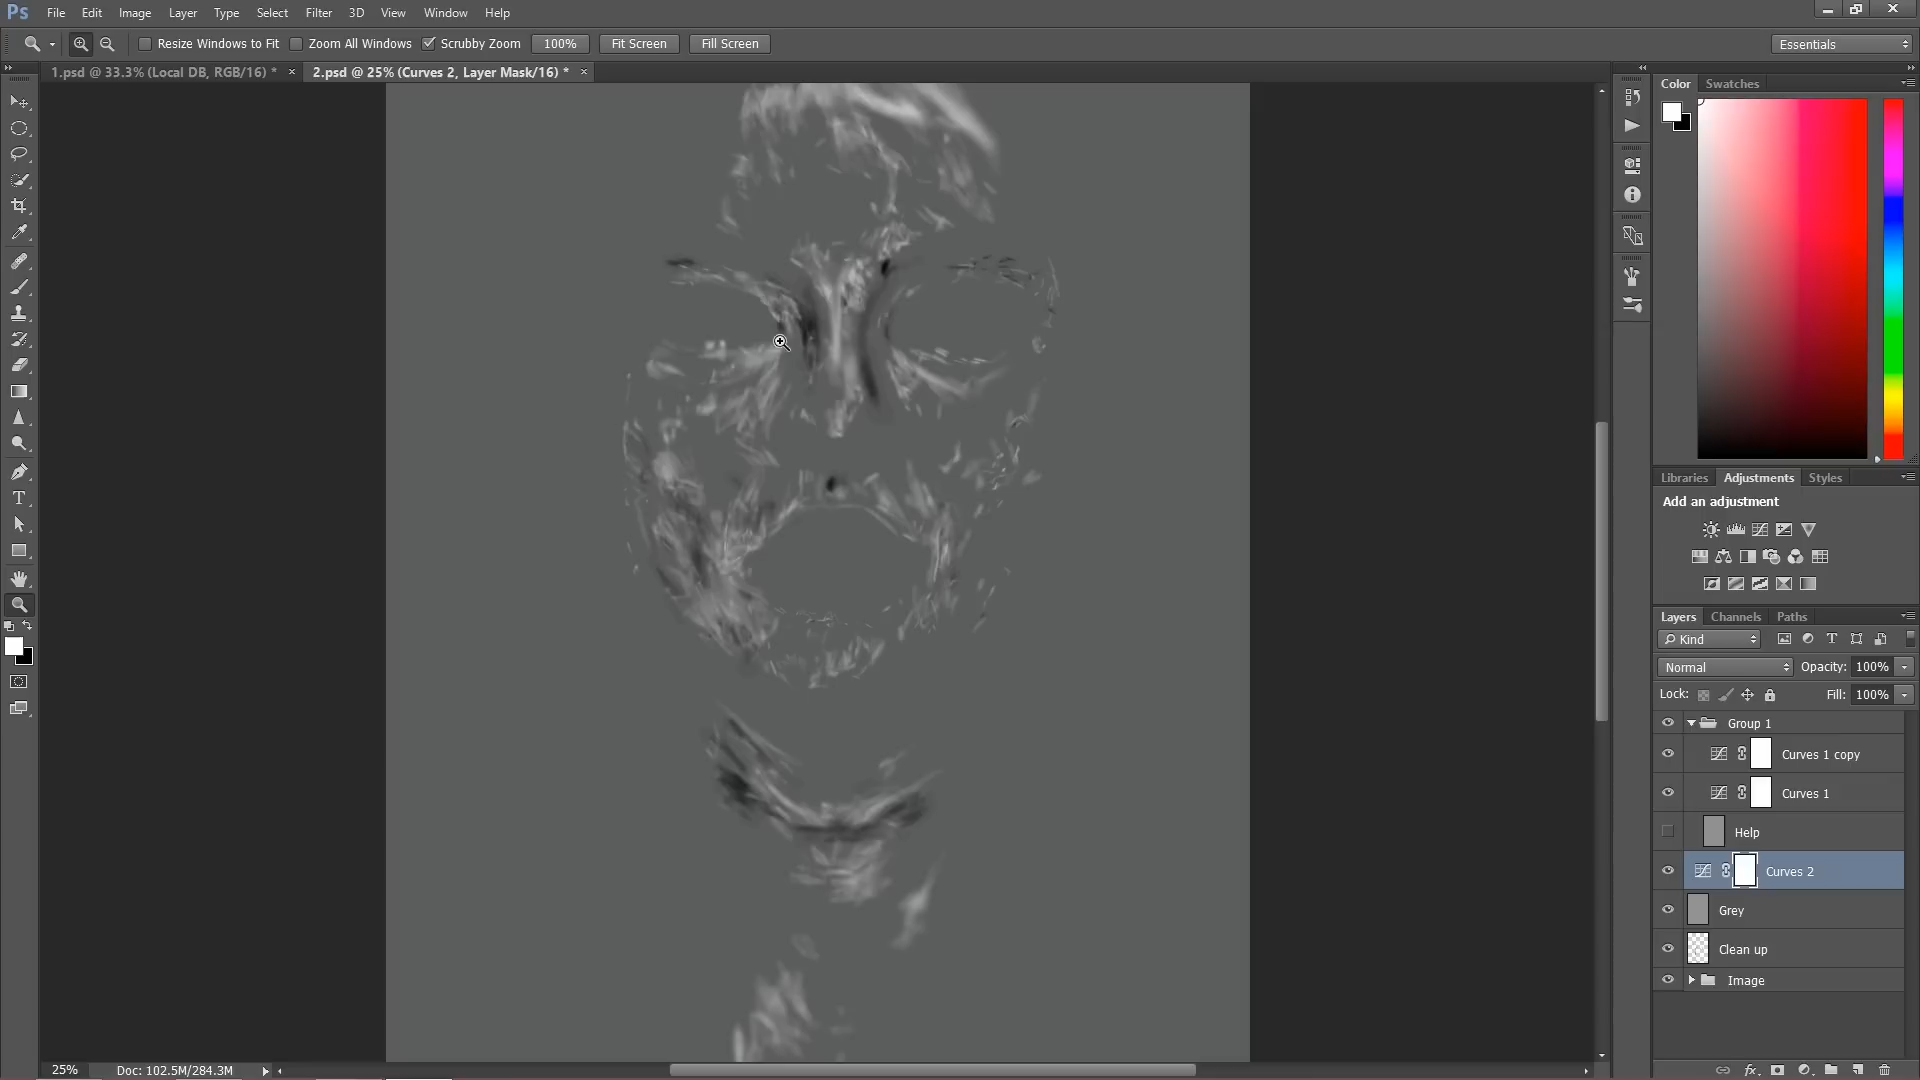 Ps File Edit Image Layer Type Select Filter 3D View Window Help
Resize Windows to Fit Zoom All Windows Scrubby Zoom 100% Fit Screen Fill Screen Essentials
1.psd @ 33.3% (Local DB, RGB/16) * × 2.psd @ 25% (Curves 2, Layer Mask/16) * ×
Color Swatches
Libraries Adjustments Styles
Add an adjustment
Layers Channels Paths
Kind
Normal Opacity: 100%
Lock: Fill: 100%
Group 1
Curves 1 copy
Curves 1
Help
Curves 2
Grey
Clean up
Image
25% Doc: 102.5M/284.3M